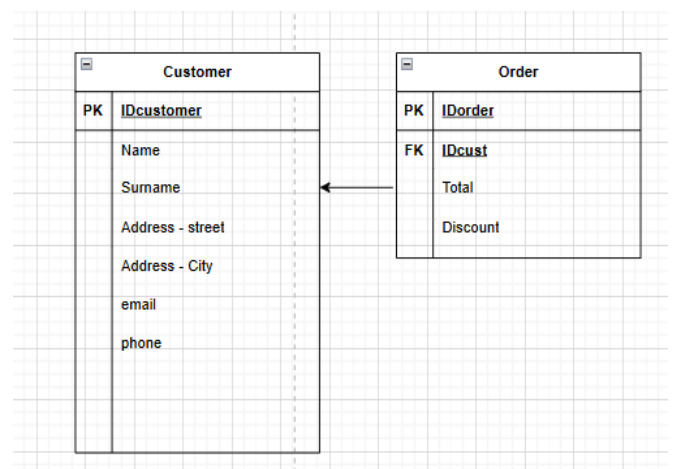 Customer
PK IDcustomer
Name
Surname
Address - street
Address - City
email
phone
Order
PK IDorder
FK IDcust
Total
Discount